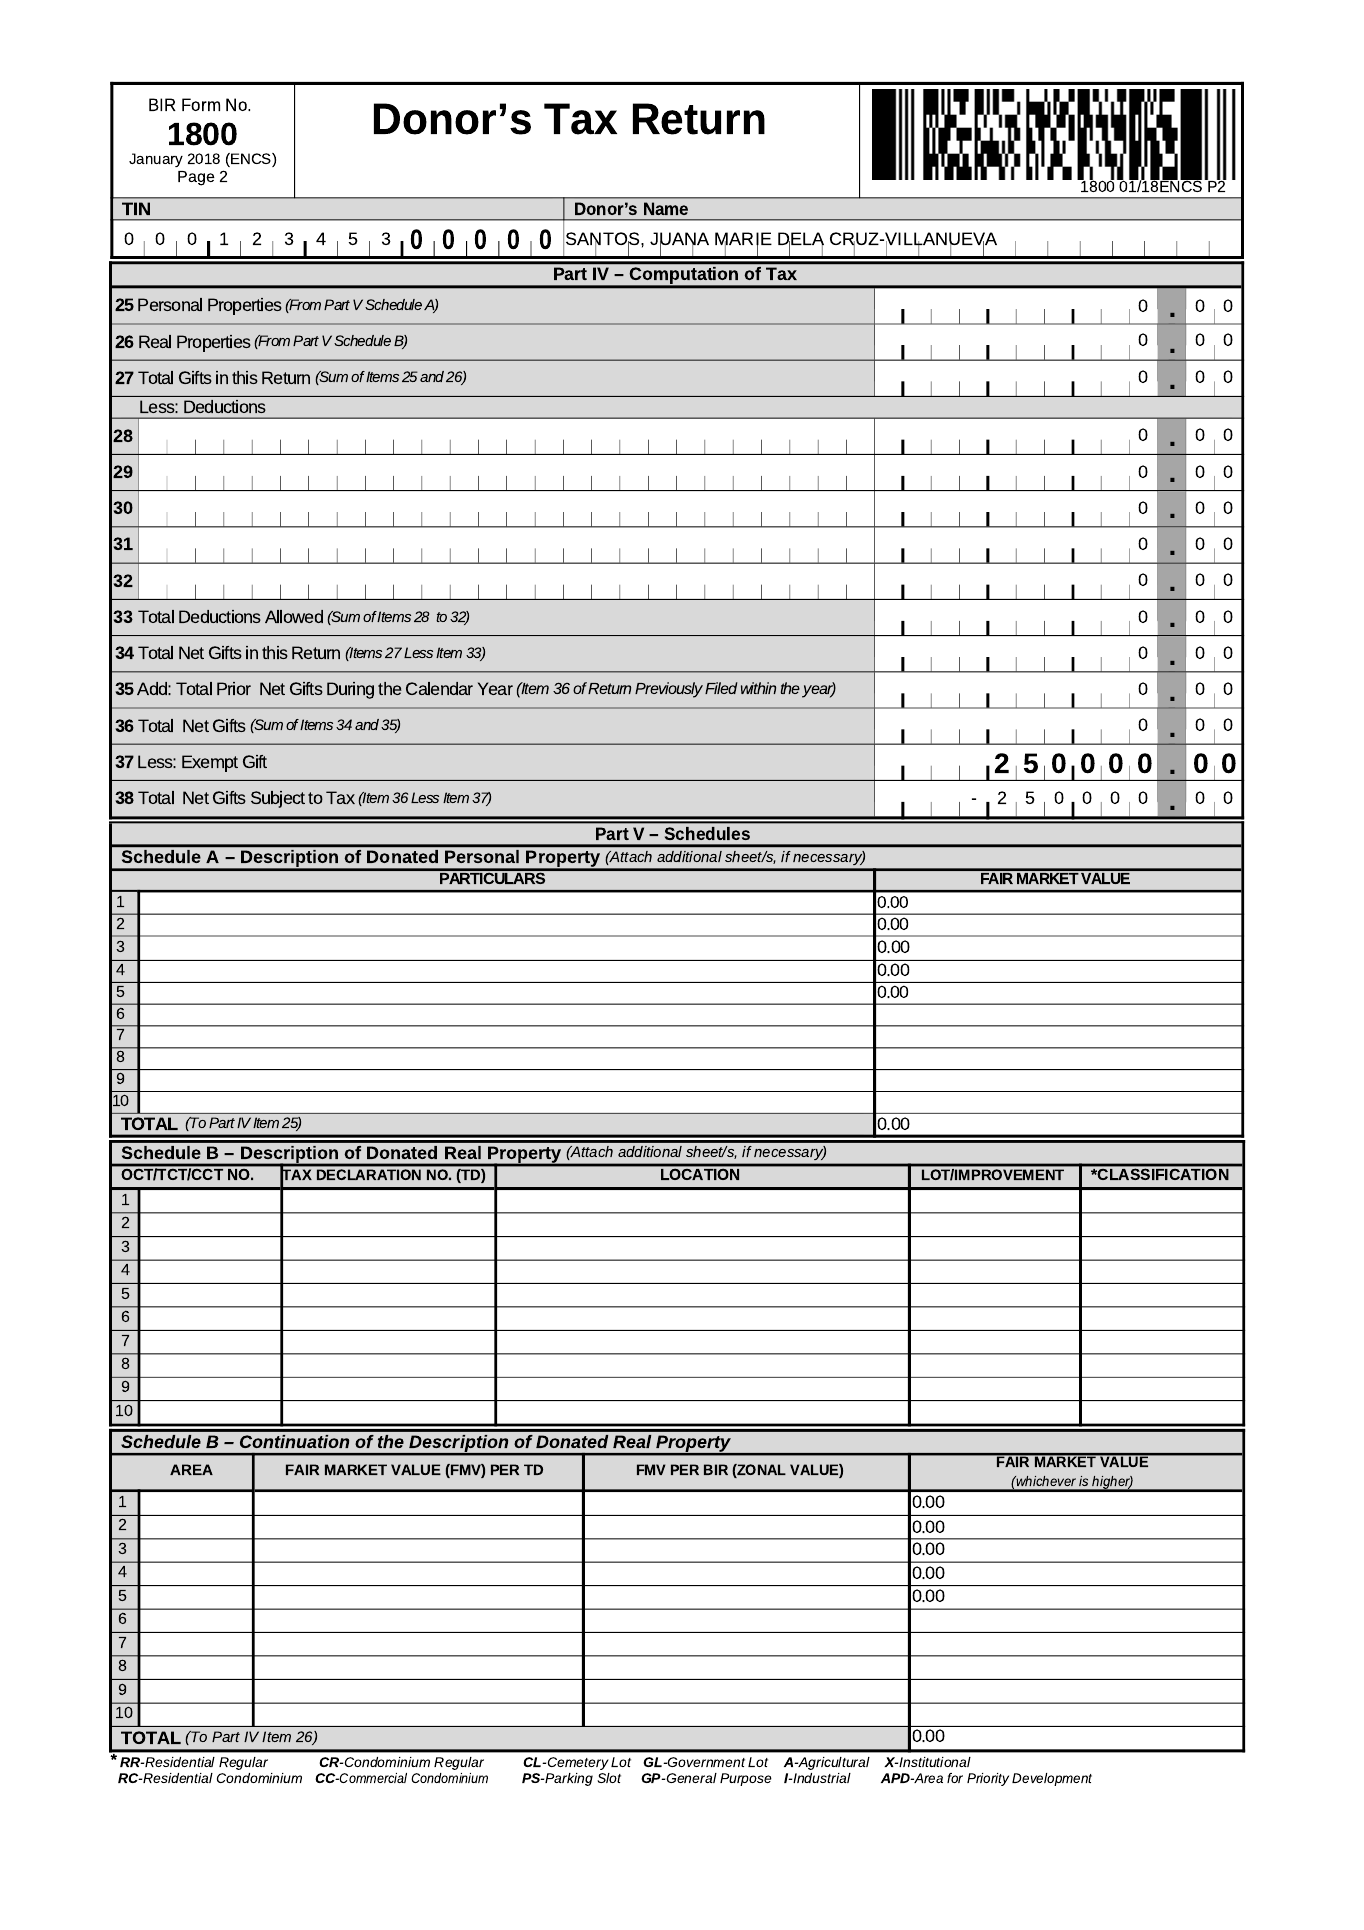 BIR Form No.
1800
January 2018 (ENCS)
Page 2
Donor’s Tax Return
1800 01/18ENCS P2
TIN Donor’s Name
0 0 0 1 2 3 4 5 3 0 0 0 0 0 SANTOS, JUANA MARIE DELA CRUZ-VILLANUEVA
Part IV – Computation of Tax
25 Personal Properties (From Part V Schedule A) 0 . 0 0
26 Real Properties (From Part V Schedule B) 0 . 0 0
27 Total Gifts in this Return (Sum of Items 25 and 26) 0 . 0 0
Less: Deductions
28 0 . 0 0
29 0 . 0 0
30 0 . 0 0
31 0 . 0 0
32 0 . 0 0
33 Total Deductions Allowed (Sum of Items 28 to 32) 0 . 0 0
34 Total Net Gifts in this Return (Items 27 Less Item 33) 0 . 0 0
35 Add: Total Prior Net Gifts During the Calendar Year (Item 36 of Return Previously Filed within the year) 0 . 0 0
36 Total Net Gifts (Sum of Items 34 and 35) 0 . 0 0
37 Less: Exempt Gift 2 5 0 0 0 0 . 0 0
38 Total Net Gifts Subject to Tax (Item 36 Less Item 37) - 2 5 0 0 0 0 . 0 0
Part V – Schedules
Schedule A – Description of Donated Personal Property (Attach additional sheet/s, if necessary)
PARTICULARS FAIR MARKET VALUE
1 0.00
2 0.00
3 0.00
4 0.00
5 0.00
6
7
8
9
10
TOTAL (To Part IV Item 25) 0.00
Schedule B – Description of Donated Real Property (Attach additional sheet/s, if necessary)
OCT/TCT/CCT NO. TAX DECLARATION NO. (TD) LOCATION LOT/IMPROVEMENT *CLASSIFICATION
1
2
3
4
5
6
7
8
9
10
Schedule B – Continuation of the Description of Donated Real Property
AREA FAIR MARKET VALUE (FMV) PER TD FMV PER BIR (ZONAL VALUE) FAIR MARKET VALUE
(whichever is higher)
1 0.00
2 0.00
3 0.00
4 0.00
5 0.00
6
7
8
9
10
TOTAL (To Part IV Item 26) 0.00
* RR-Residential Regular CR-Condominium Regular CL-Cemetery Lot GL-Government Lot A-Agricultural X-Institutional
RC-Residential Condominium CC-Commercial Condominium PS-Parking Slot GP-General Purpose I-Industrial APD-Area for Priority Development